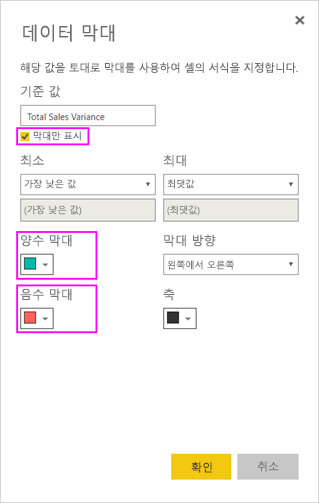 데이터 막대
해당 값을 토대로 막대를 사용하여 셀의 서식을 지정합니다.
기준 값
Total Sales Variance
막대만 표시
최소 최대
가장 낮은 값 최댓값
(가장 낮은 값) (최댓값)
양수 막대 막대 방향
왼쪽에서 오른쪽
음수 막대 축
확인 취소